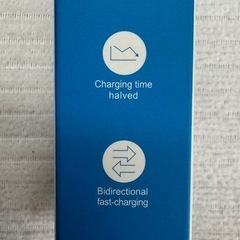 Charging time
halved
Bidirectional
fast-charging